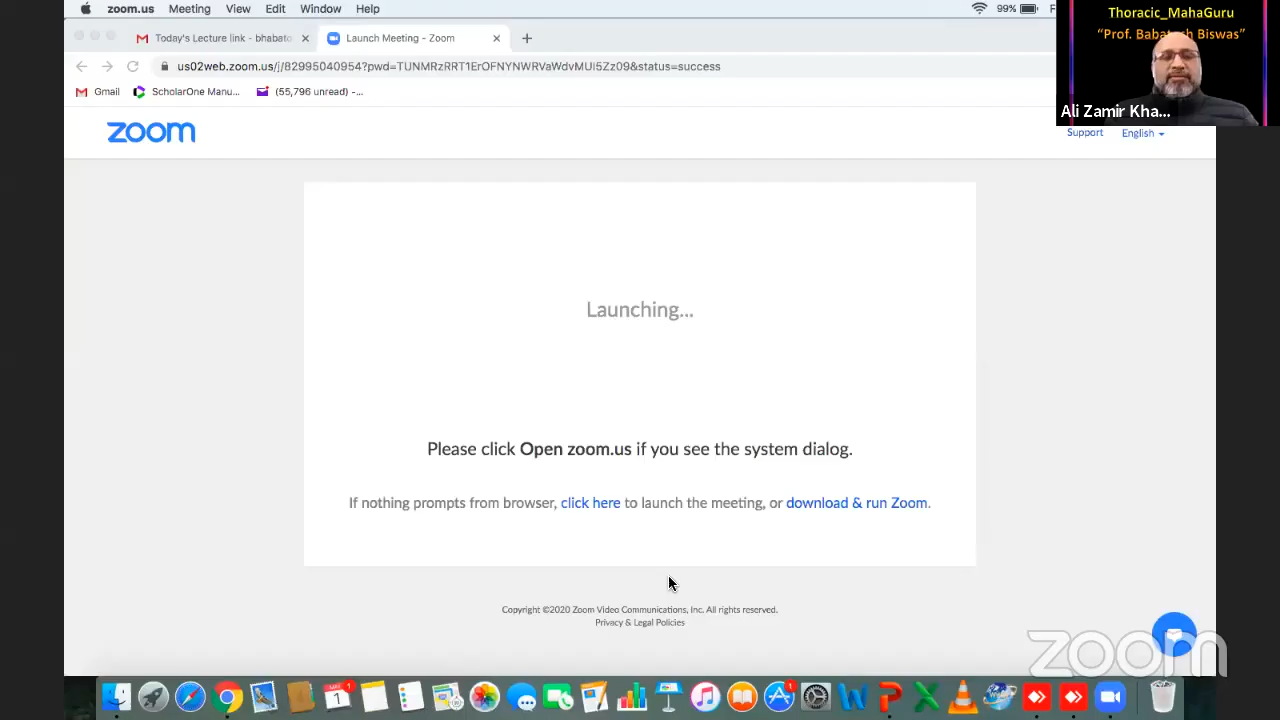 zoom.us Meeting View Edit Window Help 99%
Thoracic_MahaGuru
Today's Lecture link - bhabato
Launch Meeting - Zoom
us02web.zoom.us/j/82995040954?pwd=TUNMRzRRT1ErOFNYNWRVaWdvMUI5Zz09&status=success
Gmail ScholarOne Manu... (55,796 unread) -...
Ali Zamir Kha...
zoom
Support English
Launching...
Please click Open zoom.us if you see the system dialog.
If nothing prompts from browser, click here to launch the meeting, or download & run Zoom.
Copyright ©2020 Zoom Video Communications, Inc. All rights reserved.
Privacy & Legal Policies
zoom